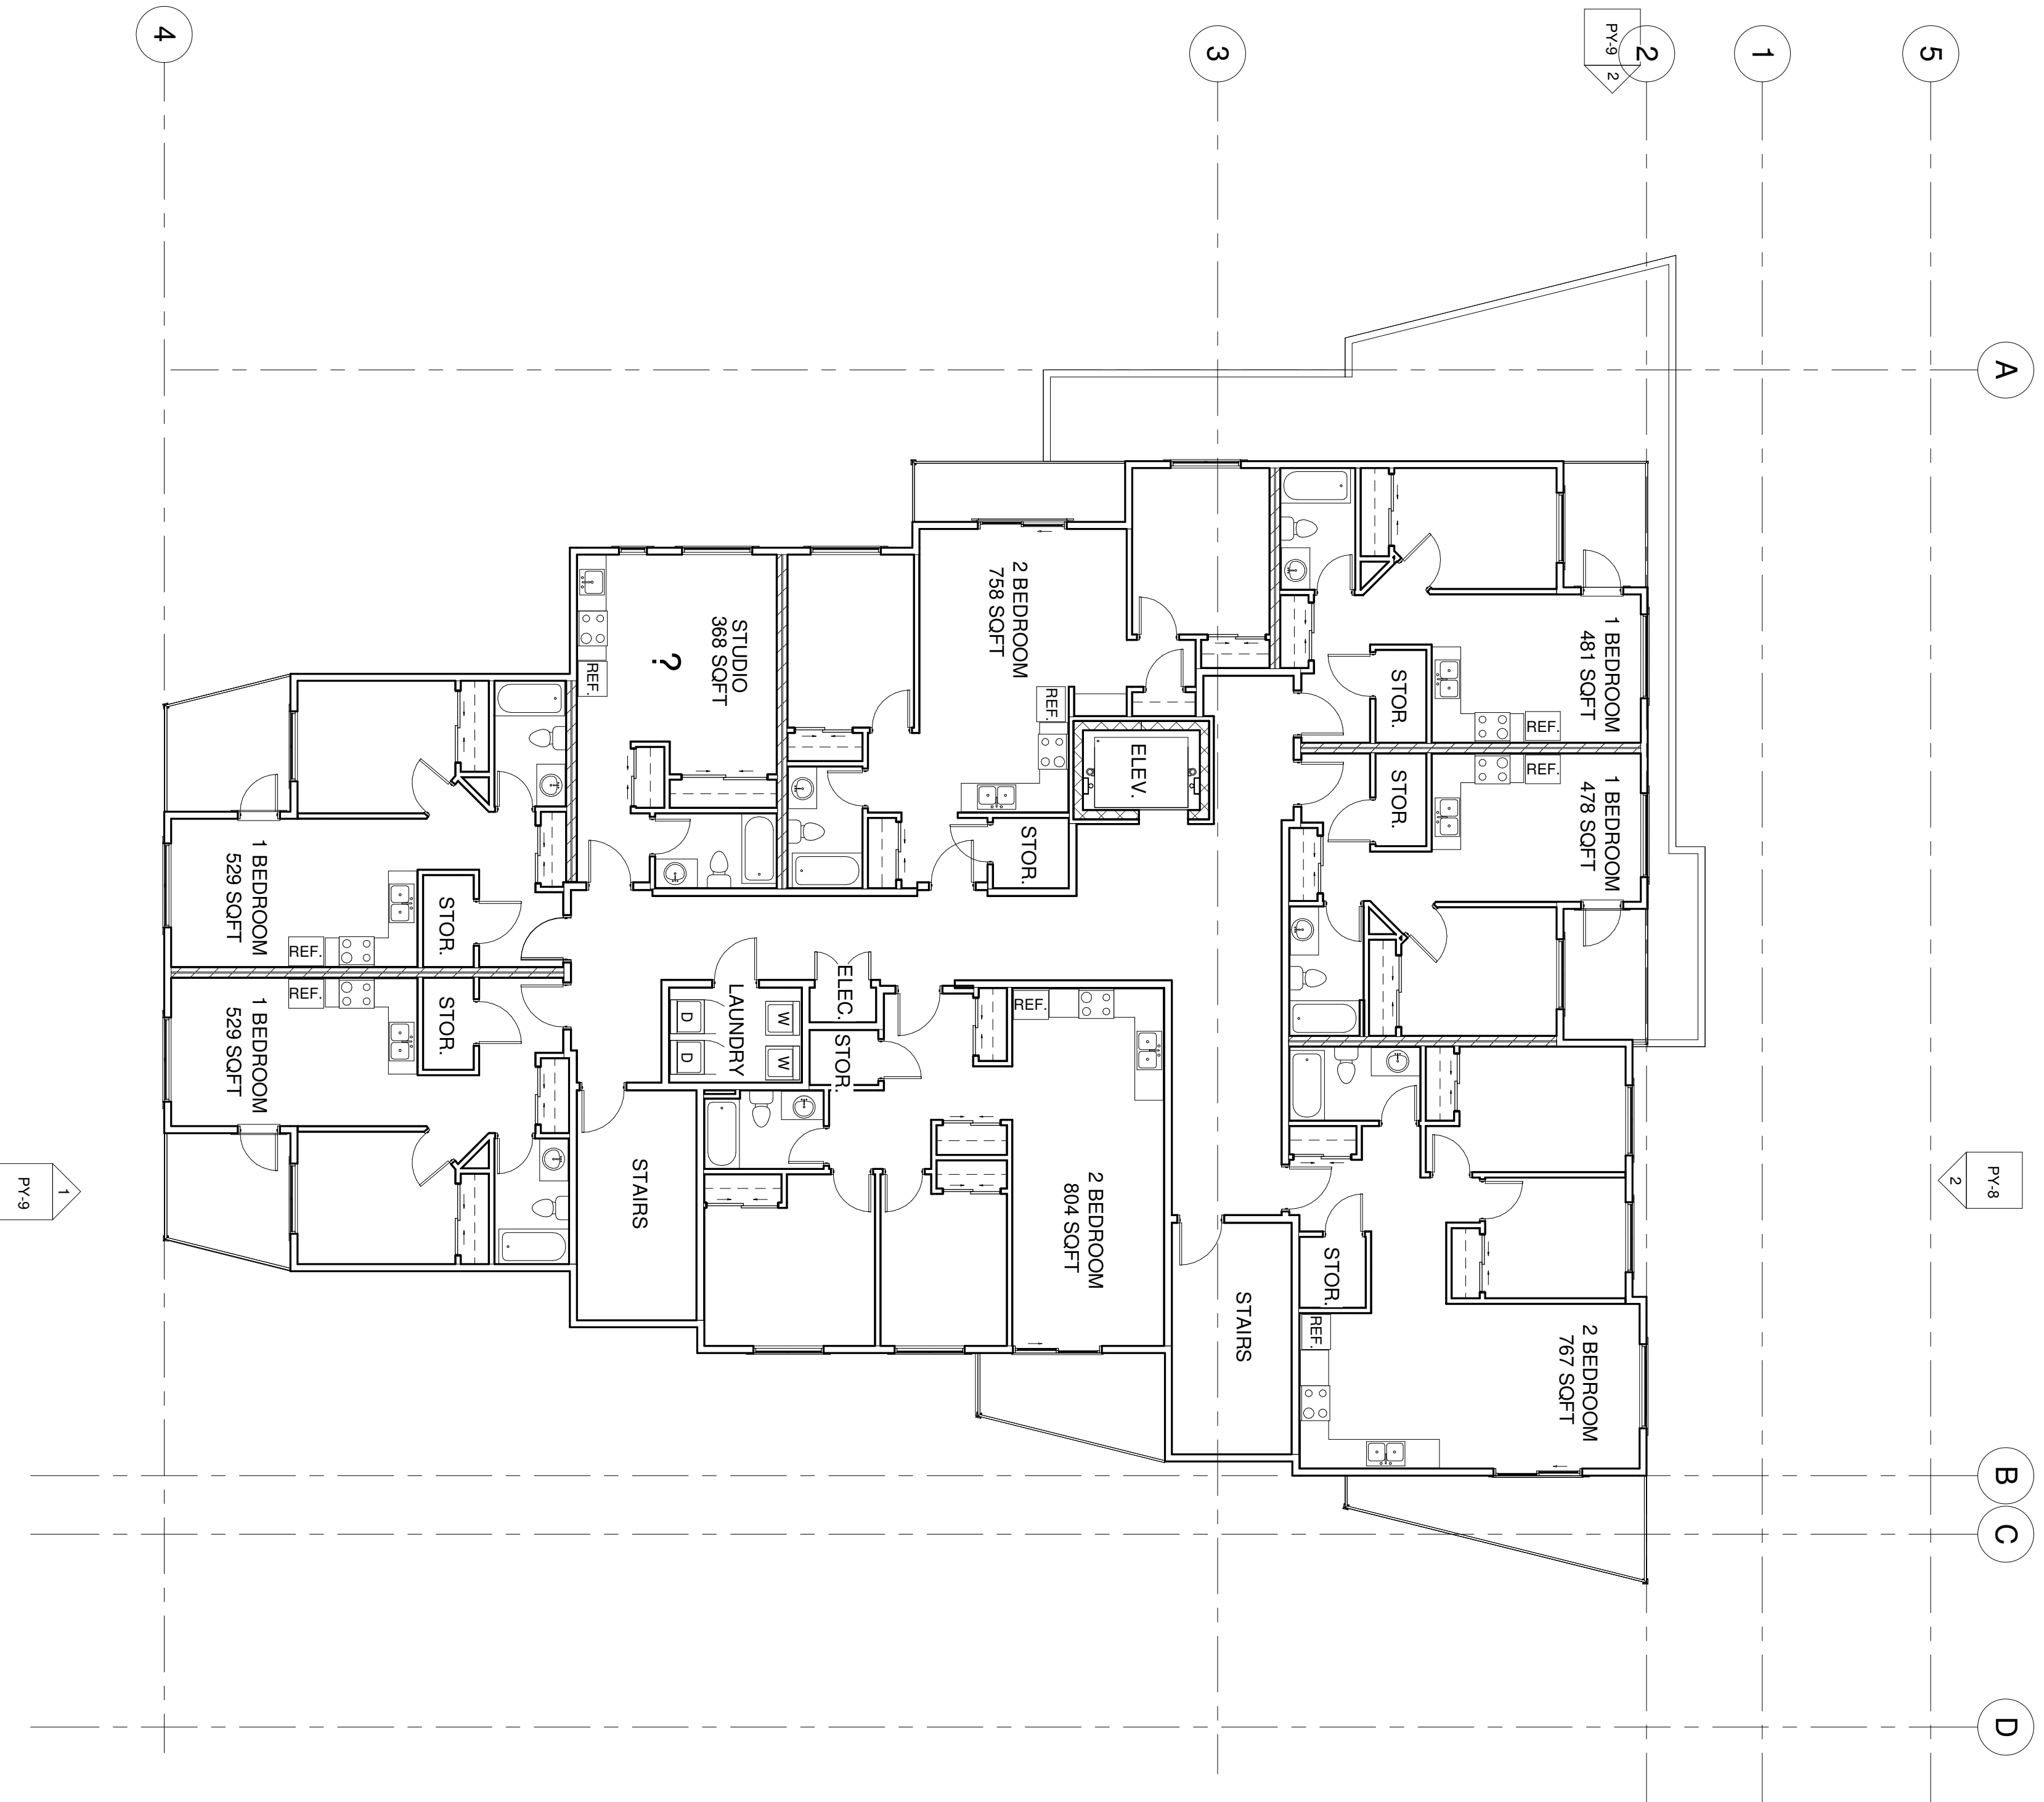 4
3
2
1
5
PY-9
2
A
1 BEDROOM
481 SQFT
STOR.
REF.
1 BEDROOM
478 SQFT
STOR.
REF.
2 BEDROOM
758 SQFT
REF.
ELEV.
STOR.
STUDIO
368 SQFT
?
REF.
1 BEDROOM
529 SQFT
STOR.
REF.
1 BEDROOM
529 SQFT
STOR.
REF.
LAUNDRY
D
D
W
W
ELEC.
STOR.
REF.
2 BEDROOM
804 SQFT
STAIRS
STAIRS
STOR.
REF.
2 BEDROOM
767 SQFT
PY-8
2
PY-9
1
B
C
D